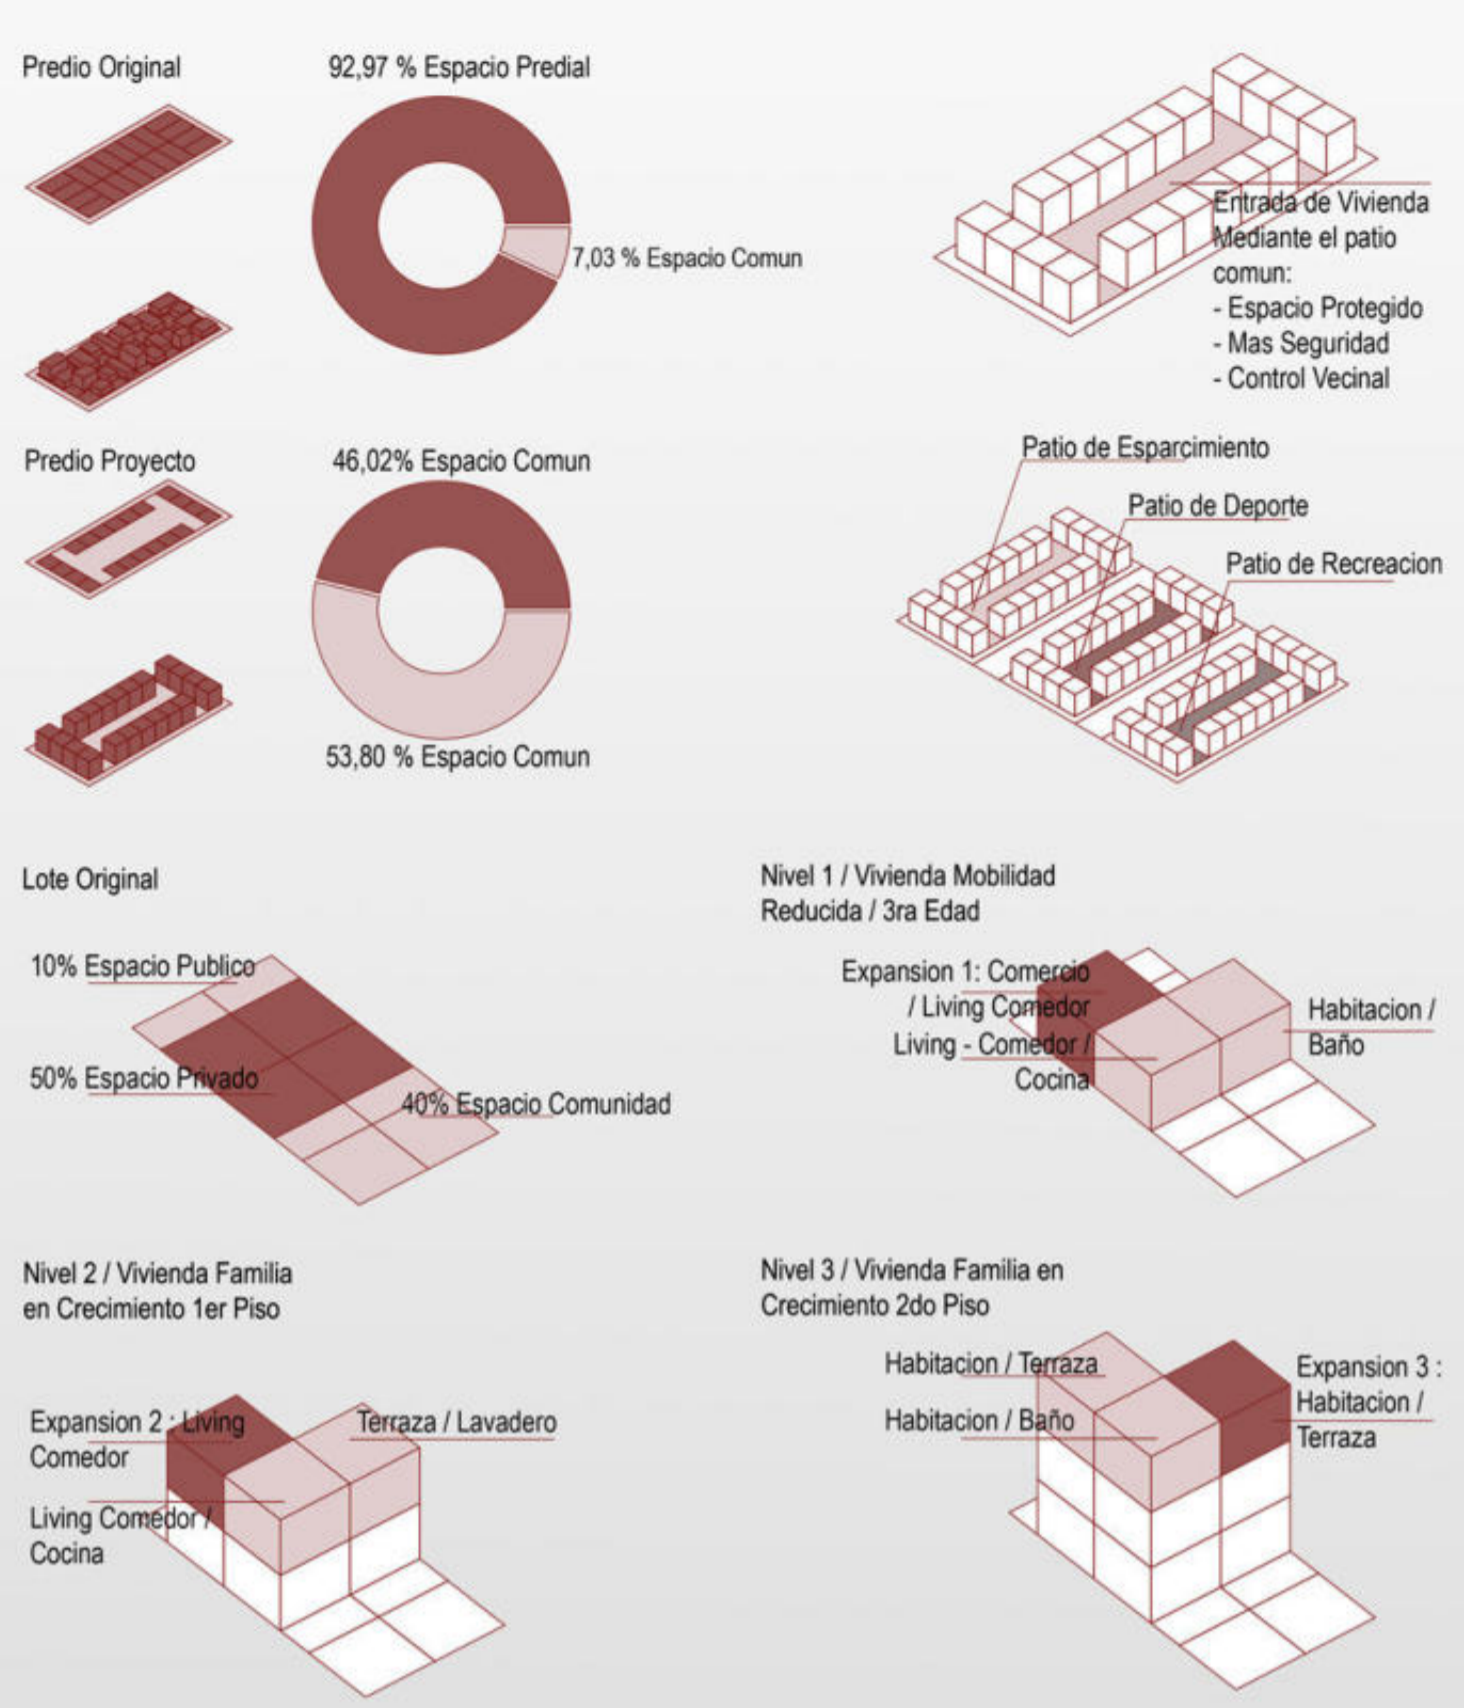 Predio Original
92,97 % Espacio Predial
7,03 % Espacio Comun
Entrada de Vivienda
Mediante el patio
comun:
- Espacio Protegido
- Mas Seguridad
- Control Vecinal
Predio Proyecto
46,02% Espacio Comun
53,80 % Espacio Comun
Patio de Esparcimiento
Patio de Deporte
Patio de Recreacion
Lote Original
10% Espacio Publico
50% Espacio Privado
40% Espacio Comunidad
Nivel 1 / Vivienda Mobilidad
Reducida / 3ra Edad
Expansion 1: Comercio
/ Living Comedor
Living - Comedor /
Cocina
Habitacion /
Baño
Nivel 2 / Vivienda Familia
en Crecimiento 1er Piso
Expansion 2 : Living
Comedor
Living Comedor /
Cocina
Terraza / Lavadero
Nivel 3 / Vivienda Familia en
Crecimiento 2do Piso
Habitacion / Terraza
Habitacion / Baño
Expansion 3 :
Habitacion /
Terraza